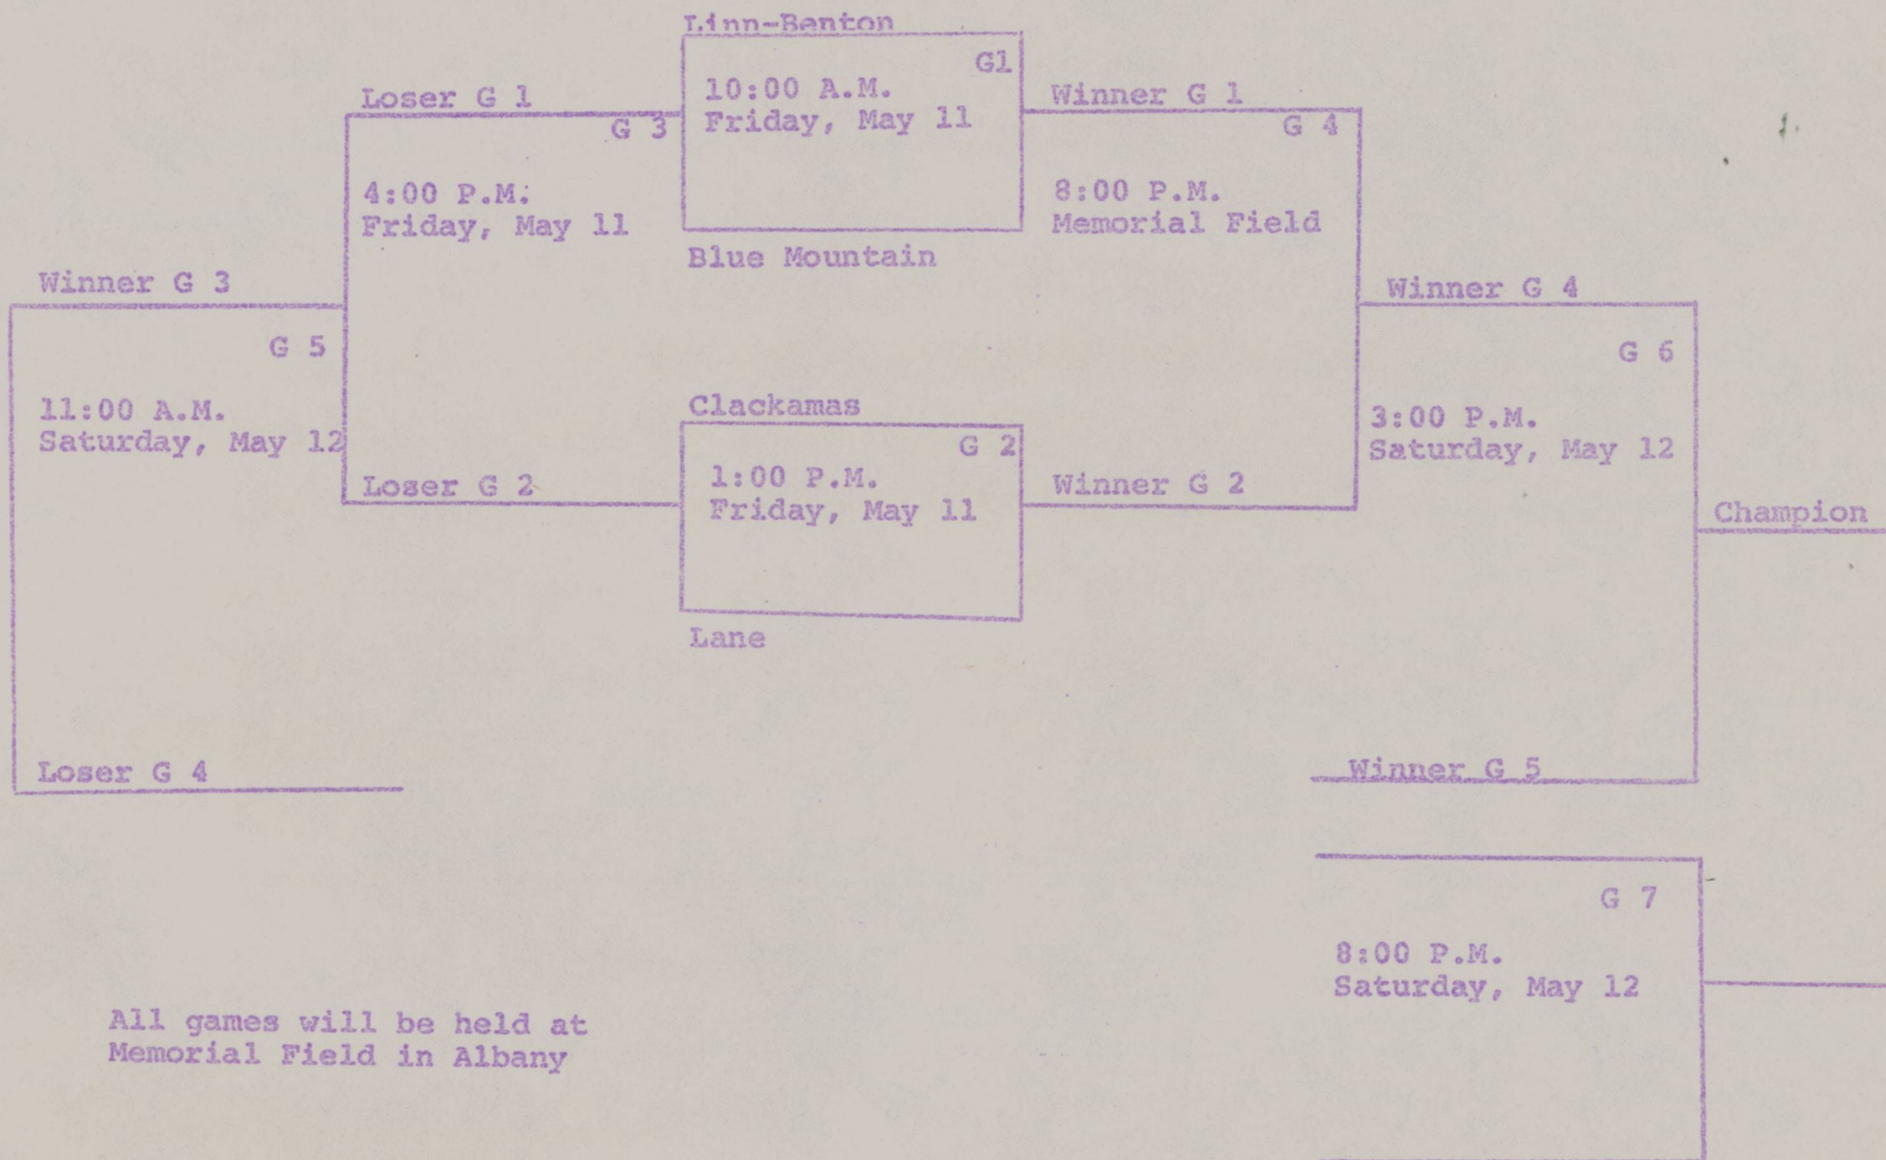 Linn-Benton
G1
10:00 A.M.
Friday, May 11
Blue Mountain
Loser G 1
G 3
4:00 P.M.
Friday, May 11
Winner G 1
G 4
8:00 P.M.
Memorial Field
Winner G 3
G 5
11:00 A.M.
Saturday, May 12
Winner G 4
G 6
3:00 P.M.
Saturday, May 12
Clackamas
G 2
1:00 P.M.
Friday, May 11
Lane
Loser G 2
Winner G 2
Champion
Loser G 4
Winner G 5
G 7
8:00 P.M.
Saturday, May 12
All games will be held at
Memorial Field in Albany